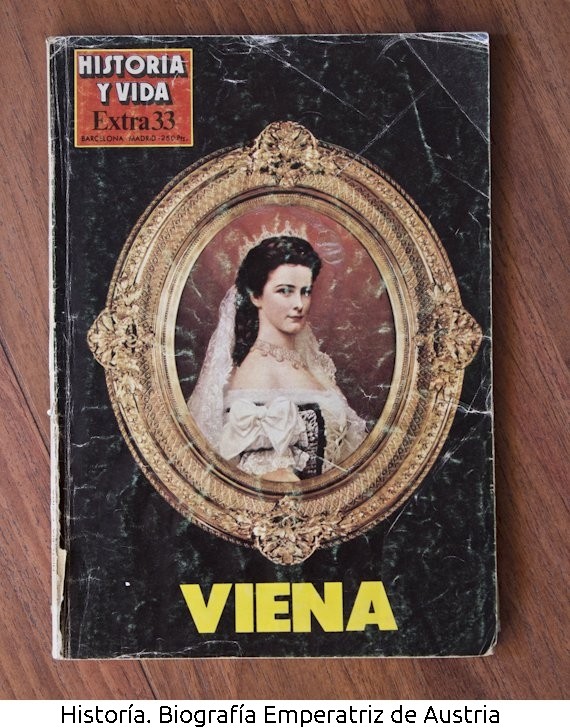 HISTORIA
Y VIDA
Extra 33
BARCELONA - MADRID - 250 Pts.
VIENA
Historía. Biografía Emperatriz de Austria